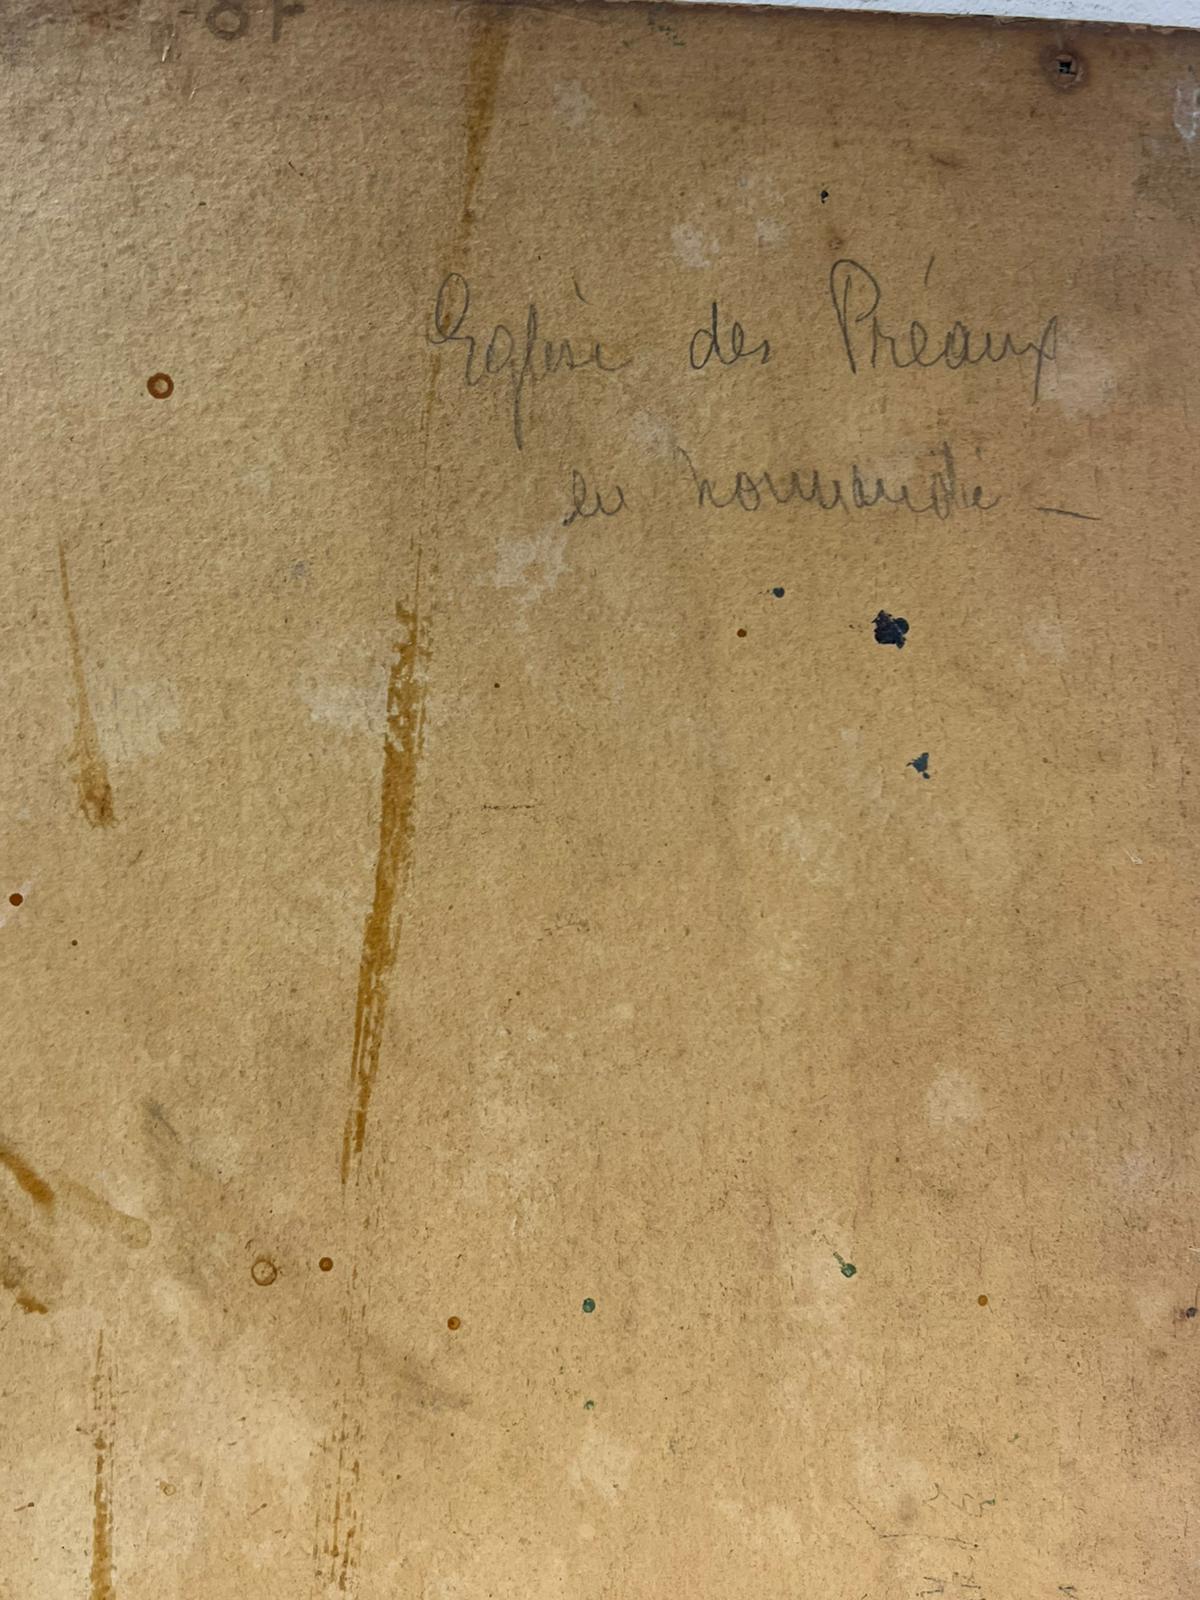 Eglise des Préaux
en normandie -